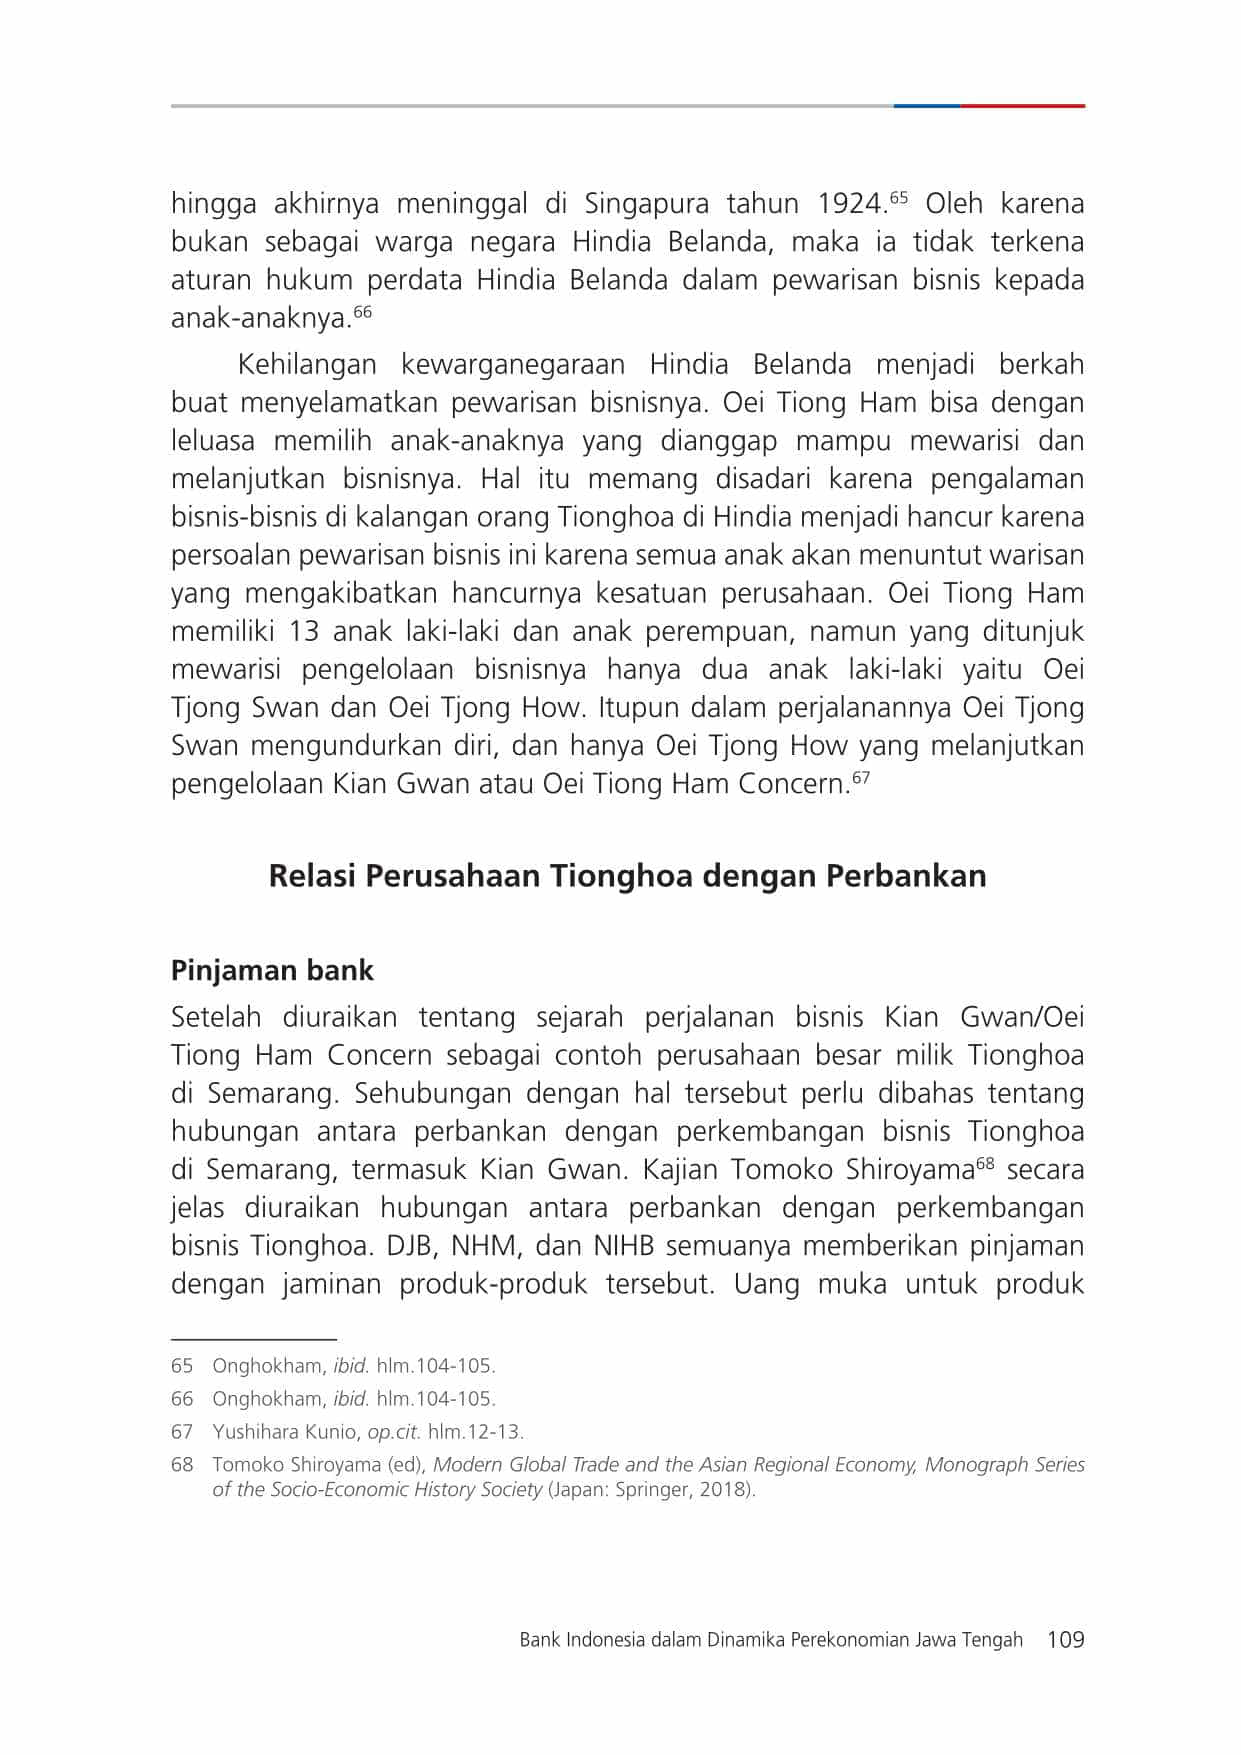 hingga akhirnya meninggal di Singapura tahun 1924.65 Oleh karena
bukan sebagai warga negara Hindia Belanda, maka ia tidak terkena
aturan hukum perdata Hindia Belanda dalam pewarisan bisnis kepada
anak-anaknya.66
Kehilangan kewarganegaraan Hindia Belanda menjadi berkah
buat menyelamatkan pewarisan bisnisnya. Oei Tiong Ham bisa dengan
leluasa memilih anak-anaknya yang dianggap mampu mewarisi dan
melanjutkan bisnisnya. Hal itu memang disadari karena pengalaman
bisnis-bisnis di kalangan orang Tionghoa di Hindia menjadi hancur karena
persoalan pewarisan bisnis ini karena semua anak akan menuntut warisan
yang mengakibatkan hancurnya kesatuan perusahaan. Oei Tiong Ham
memiliki 13 anak laki-laki dan anak perempuan, namun yang ditunjuk
mewarisi pengelolaan bisnisnya hanya dua anak laki-laki yaitu Oei
Tjong Swan dan Oei Tjong How. Itupun dalam perjalanannya Oei Tjong
Swan mengundurkan diri, dan hanya Oei Tjong How yang melanjutkan
pengelolaan Kian Gwan atau Oei Tiong Ham Concern.67
Relasi Perusahaan Tionghoa dengan Perbankan
Pinjaman bank
Setelah diuraikan tentang sejarah perjalanan bisnis Kian Gwan/Oei
Tiong Ham Concern sebagai contoh perusahaan besar milik Tionghoa
di Semarang. Sehubungan dengan hal tersebut perlu dibahas tentang
hubungan antara perbankan dengan perkembangan bisnis Tionghoa
di Semarang, termasuk Kian Gwan. Kajian Tomoko Shiroyama68 secara
jelas diuraikan hubungan antara perbankan dengan perkembangan
bisnis Tionghoa. DJB, NHM, dan NIHB semuanya memberikan pinjaman
dengan jaminan produk-produk tersebut. Uang muka untuk produk
65 Onghokham, ibid. hlm.104-105.
66 Onghokham, ibid. hlm.104-105.
67 Yushihara Kunio, op.cit. hlm.12-13.
68 Tomoko Shiroyama (ed), Modern Global Trade and the Asian Regional Economy, Monograph Series
of the Socio-Economic History Society (Japan: Springer, 2018).
Bank Indonesia dalam Dinamika Perekonomian Jawa Tengah 109